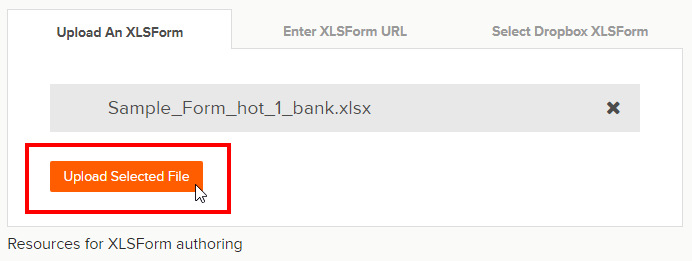 Upload An XLSForm Enter XLSForm URL Select Dropbox XLSForm
Sample_Form_hot_1_bank.xlsx
Upload Selected File
Resources for XLSForm authoring